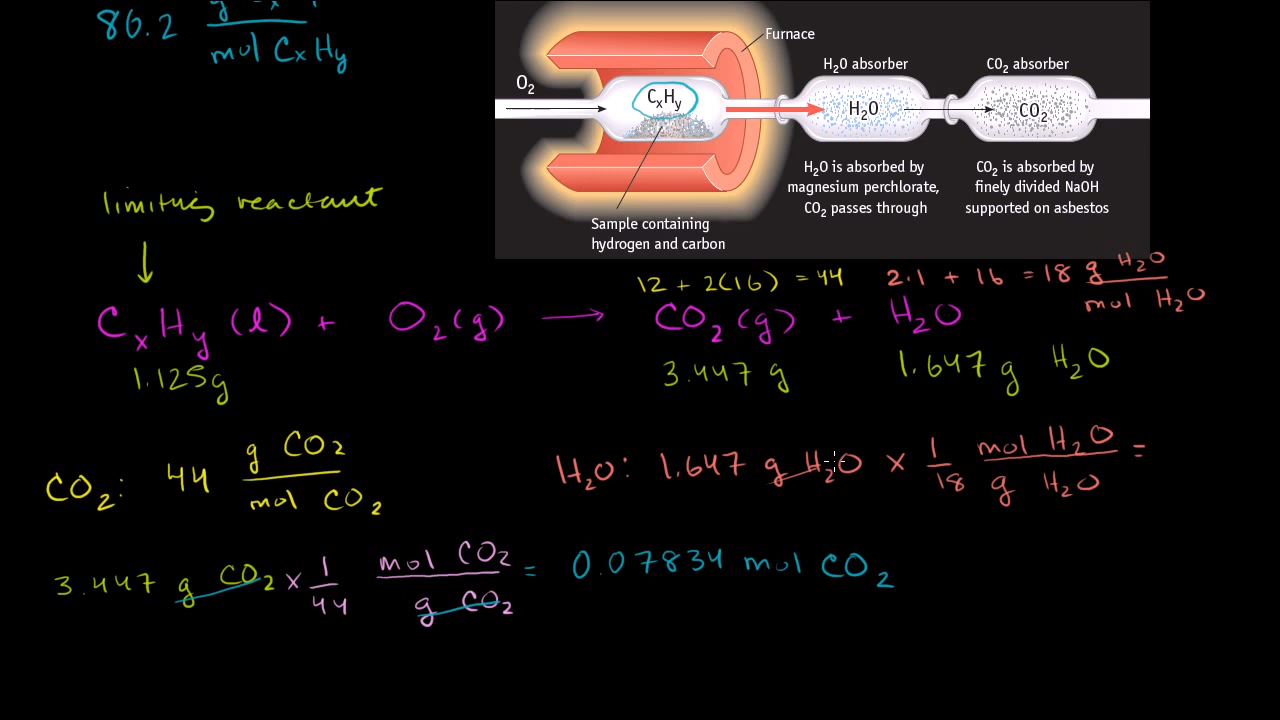 86.2
mol CxHy
Furnace
H₂O absorber
CO₂ absorber
O₂
CxHy
H₂O
CO₂
H₂O is absorbed by
magnesium perchlorate,
CO₂ passes through
CO₂ is absorbed by
finely divided NaOH
supported on asbestos
Sample containing
hydrogen and carbon
limiting reactant
12 + 2(16) = 44
2·1 + 16 = 18 g H₂O / mol H₂O
CxHy (l) + O₂ (g) → CO₂ (g) + H₂O
1.125g
3.447 g
1.647 g H₂O
CO₂: 44 g CO₂ / mol CO₂
H₂O: 1.647 g H₂O × 1/18 mol H₂O / g H₂O =
3.447 g CO₂ × 1/44 mol CO₂ / g CO₂ = 0.07834 mol CO₂